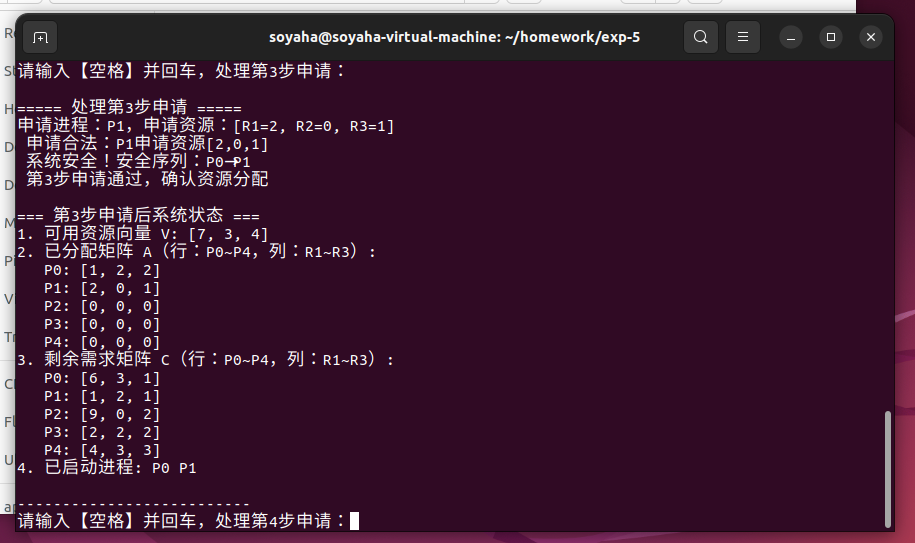 soyaha@soyaha-virtual-machine: ~/homework/exp-5
请输入【空格】并回车，处理第3步申请：
===== 处理第3步申请 =====
申请进程：P1，申请资源：[R1=2, R2=0, R3=1]
申请合法：P1申请资源[2,0,1]
系统安全！安全序列：P0→P1
第3步申请通过，确认资源分配
=== 第3步申请后系统状态 ===
1. 可用资源向量 V: [7, 3, 4]
2. 已分配矩阵 A（行：P0~P4，列：R1~R3）:
P0: [1, 2, 2]
P1: [2, 0, 1]
P2: [0, 0, 0]
P3: [0, 0, 0]
P4: [0, 0, 0]
3. 剩余需求矩阵 C（行：P0~P4，列：R1~R3）:
P0: [6, 3, 1]
P1: [1, 2, 1]
P2: [9, 0, 2]
P3: [2, 2, 2]
P4: [4, 3, 3]
4. 已启动进程: P0 P1
--------------------------
请输入【空格】并回车，处理第4步申请：